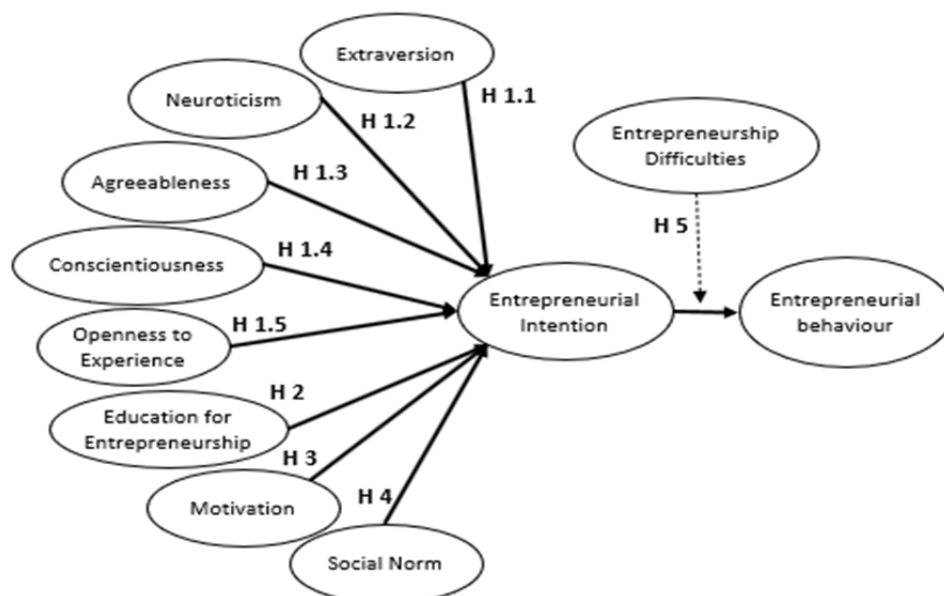 Extraversion
H 1.1
Neuroticism
H 1.2
Entrepreneurship
Difficulties
Agreeableness
H 1.3
H 5
Conscientiousness
H 1.4
Entrepreneurial
Intention
Entrepreneurial
behaviour
Openness to
Experience
H 1.5
Education for
Entrepreneurship
H 2
Motivation
H 3
Social Norm
H 4